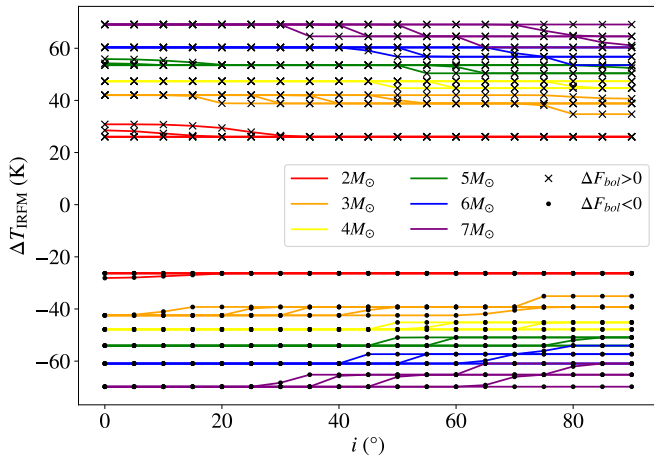 60
40
20
0
−20
−40
−60
ΔT_IRFM (K)
2M⊙ 5M⊙ ΔF_bol>0
3M⊙ 6M⊙ ΔF_bol<0
4M⊙ 7M⊙
0 20 40 60 80
i (°)